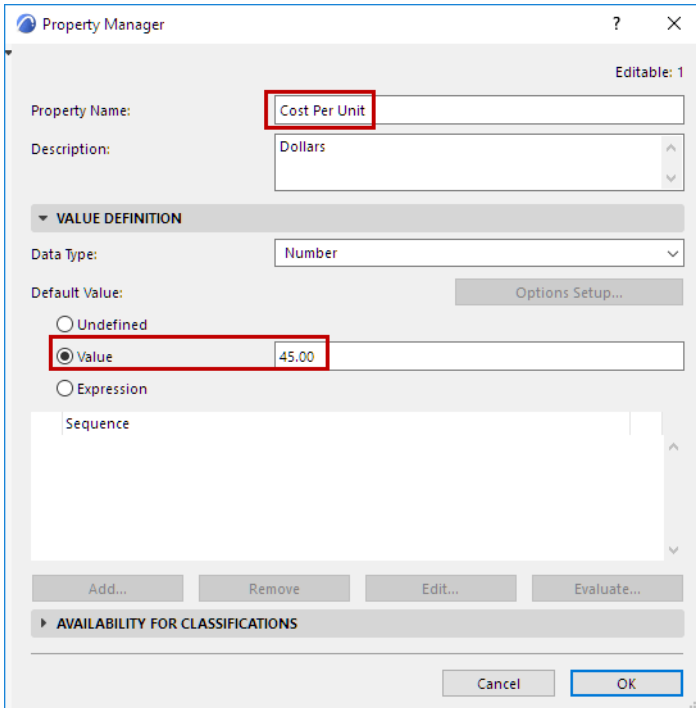 Property Manager ?
Editable: 1
Property Name: Cost Per Unit
Description: Dollars
VALUE DEFINITION
Data Type: Number
Default Value: Options Setup...
Undefined
Value 45.00
Expression
Sequence
Add... Remove Edit... Evaluate...
AVAILABILITY FOR CLASSIFICATIONS
Cancel OK